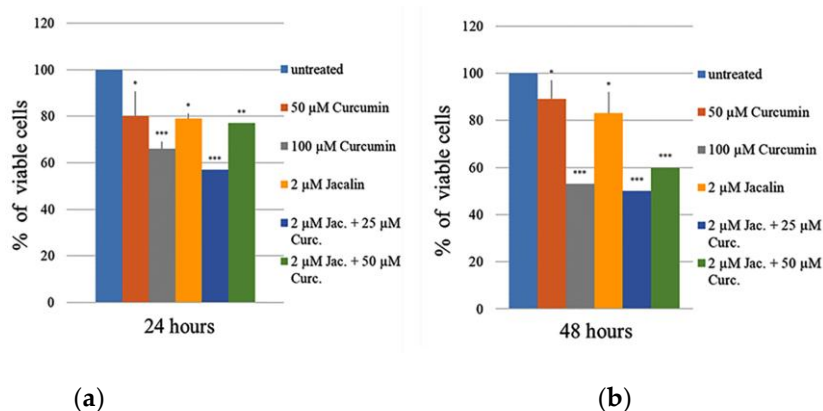 % of viable cells
120
100
80
60
40
20
0
*
***
*
***
**
untreated
50 µM Curcumin
100 µM Curcumin
2 µM Jacalin
2 µM Jac. + 25 µM
Curc.
2 µM Jac. + 50 µM
Curc.
24 hours
(a)
% of viable cells
120
100
80
60
40
20
0
*
***
*
***
***
untreated
50 µM Curcumin
100 µM Curcumin
2 µM Jacalin
2 µM Jac. + 25 µM
Curc.
2 µM Jac. + 50 µM
Curc.
48 hours
(b)